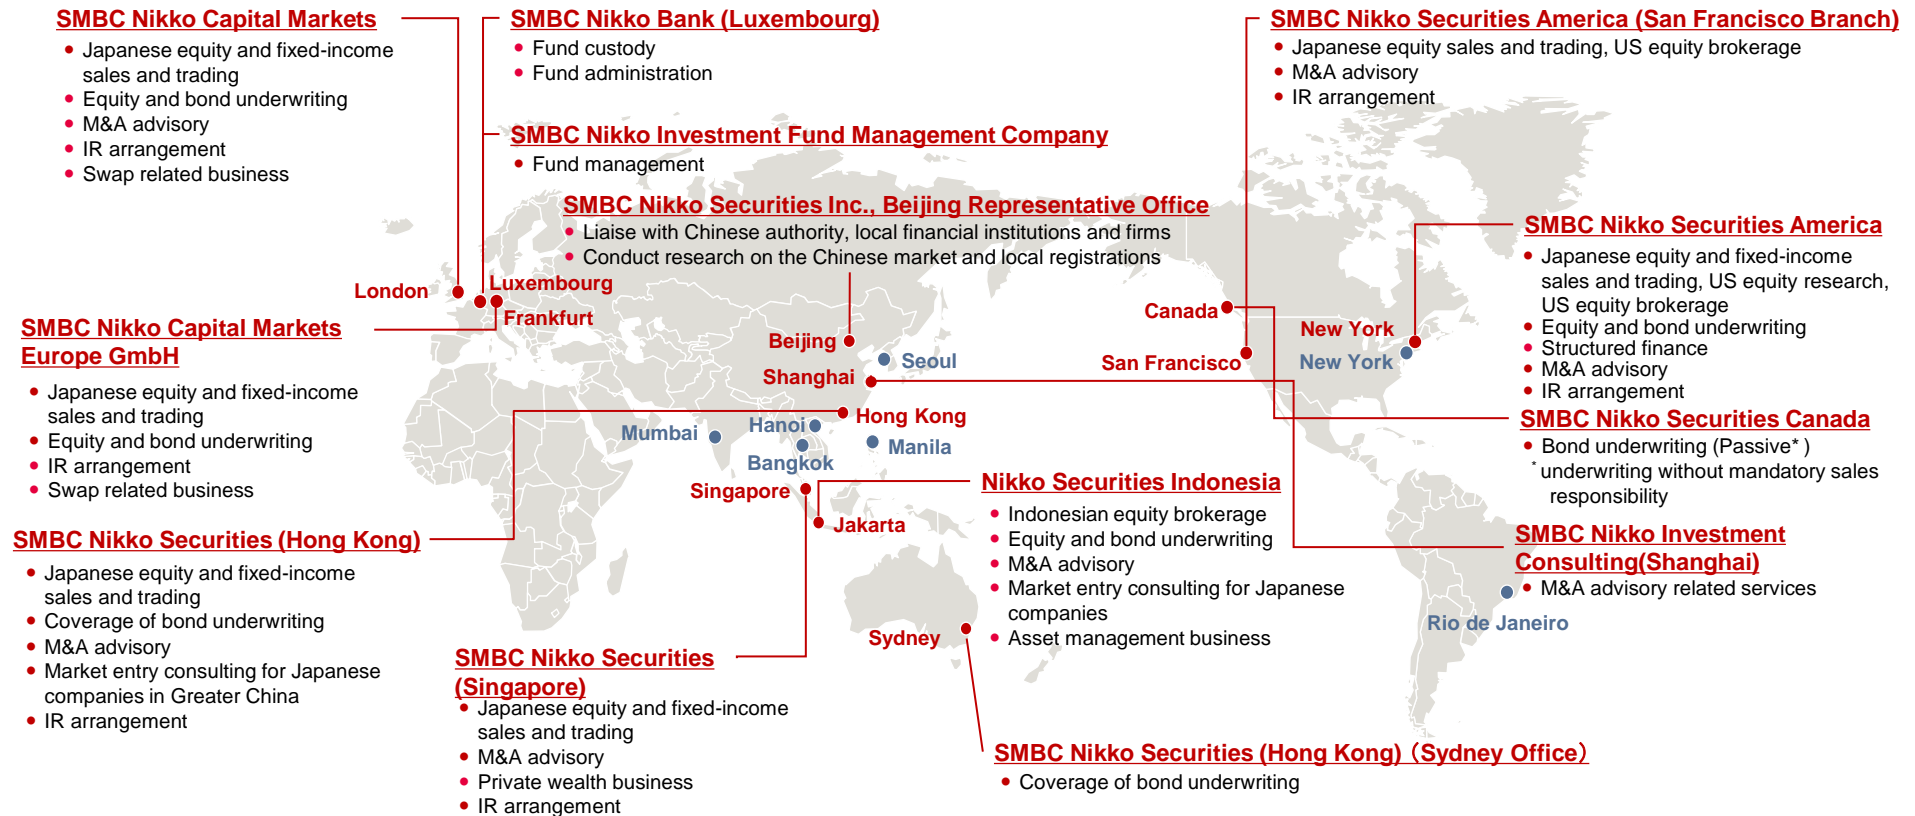 SMBC Nikko Capital Markets
• Japanese equity and fixed-income
sales and trading
• Equity and bond underwriting
• M&A advisory
• IR arrangement
• Swap related business
SMBC Nikko Bank (Luxembourg)
• Fund custody
• Fund administration
SMBC Nikko Investment Fund Management Company
• Fund management
SMBC Nikko Securities Inc., Beijing Representative Office
• Liaise with Chinese authority, local financial institutions and firms
• Conduct research on the Chinese market and local registrations
SMBC Nikko Securities America (San Francisco Branch)
• Japanese equity sales and trading, US equity brokerage
• M&A advisory
• IR arrangement
SMBC Nikko Securities America
• Japanese equity and fixed-income
sales and trading, US equity research,
US equity brokerage
• Equity and bond underwriting
• Structured finance
• M&A advisory
• IR arrangement
SMBC Nikko Securities Canada
• Bond underwriting (Passive* )
* underwriting without mandatory sales
responsibility
SMBC Nikko Investment
Consulting(Shanghai)
• M&A advisory related services
London
Luxembourg
Frankfurt
Beijing
Seoul
Shanghai
Hong Kong
Hanoi
Mumbai
Manila
Bangkok
Singapore
Jakarta
Sydney
Canada
New York
New York
San Francisco
Rio de Janeiro
SMBC Nikko Capital Markets
Europe GmbH
• Japanese equity and fixed-income
sales and trading
• Equity and bond underwriting
• IR arrangement
• Swap related business
SMBC Nikko Securities (Hong Kong)
• Japanese equity and fixed-income
sales and trading
• Coverage of bond underwriting
• M&A advisory
• Market entry consulting for Japanese
companies in Greater China
• IR arrangement
SMBC Nikko Securities
(Singapore)
• Japanese equity and fixed-income
sales and trading
• M&A advisory
• Private wealth business
• IR arrangement
Nikko Securities Indonesia
• Indonesian equity brokerage
• Equity and bond underwriting
• M&A advisory
• Market entry consulting for Japanese
companies
• Asset management business
SMBC Nikko Securities (Hong Kong)（Sydney Office）
• Coverage of bond underwriting